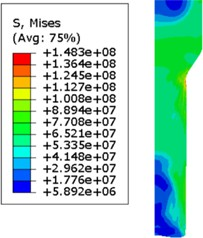 S, Mises
(Avg: 75%)
+1.483e+08
+1.364e+08
+1.245e+08
+1.127e+08
+1.008e+08
+8.894e+07
+7.708e+07
+6.521e+07
+5.335e+07
+4.148e+07
+2.962e+07
+1.776e+07
+5.892e+06